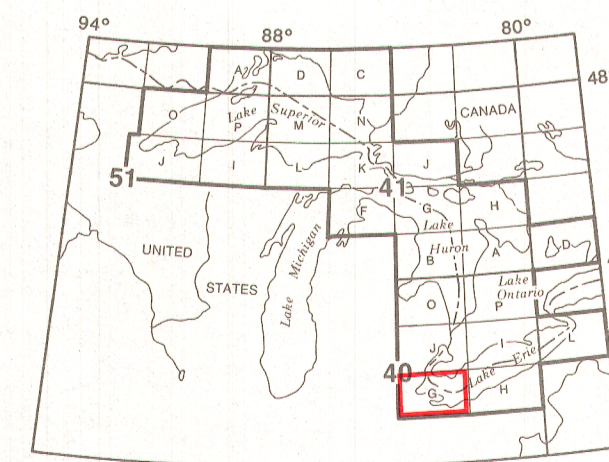 94°
88°
80°
48
A
D
C
O
Lake
Superior
P
M
N
CANADA
J
I
L
K
J
51
41
F
G
H
Lake
Huron
B
A
D
UNITED
STATES
Lake Michigan
Lake
Ontario
O
P
J
I
L
40
Lake Erie
G
H